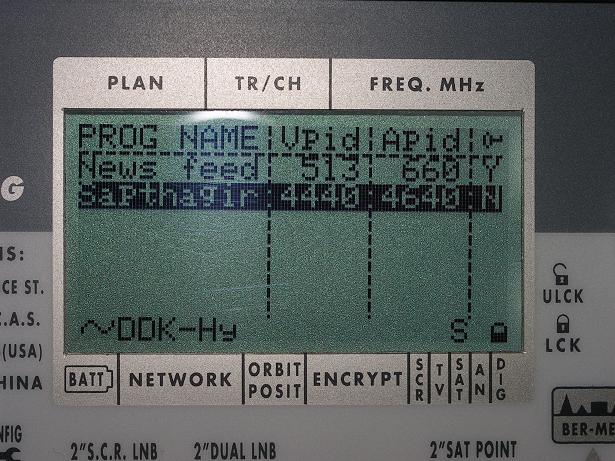 PLAN TR/CH FREQ. MHz
PROG NAME Vpid APid
News feed 513 660 Y
SaPthagir 4440 4640 N
G
IS:
CE ST.
.A.S.
(USA)
HINA
NFIG
~DDK-Hy S
ULCK
LCK
BATT NETWORK ORBIT POSIT ENCRYPT SCR TV SAT AN DIG
BER-ME
2"S.C.R. LNB 2"DUAL LNB 2"SAT POINT